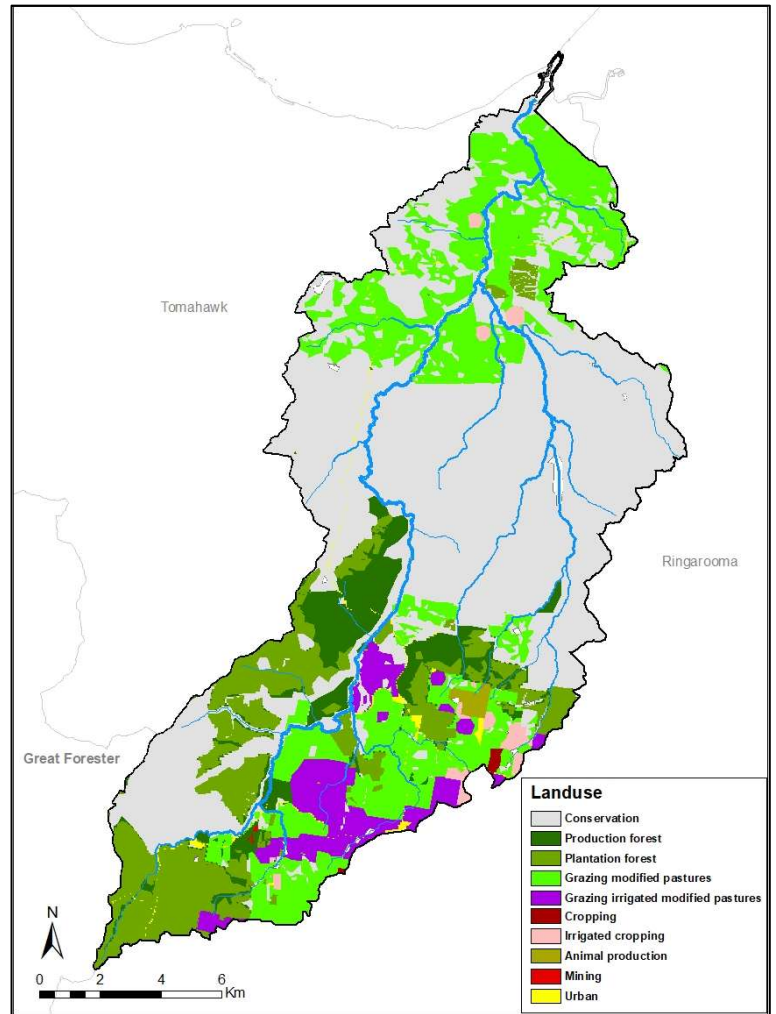 Tomahawk
Ringarooma
Great Forester
N
0 2 4 6
Km
Landuse
Conservation
Production forest
Plantation forest
Grazing modified pastures
Grazing irrigated modified pastures
Cropping
Irrigated cropping
Animal production
Mining
Urban